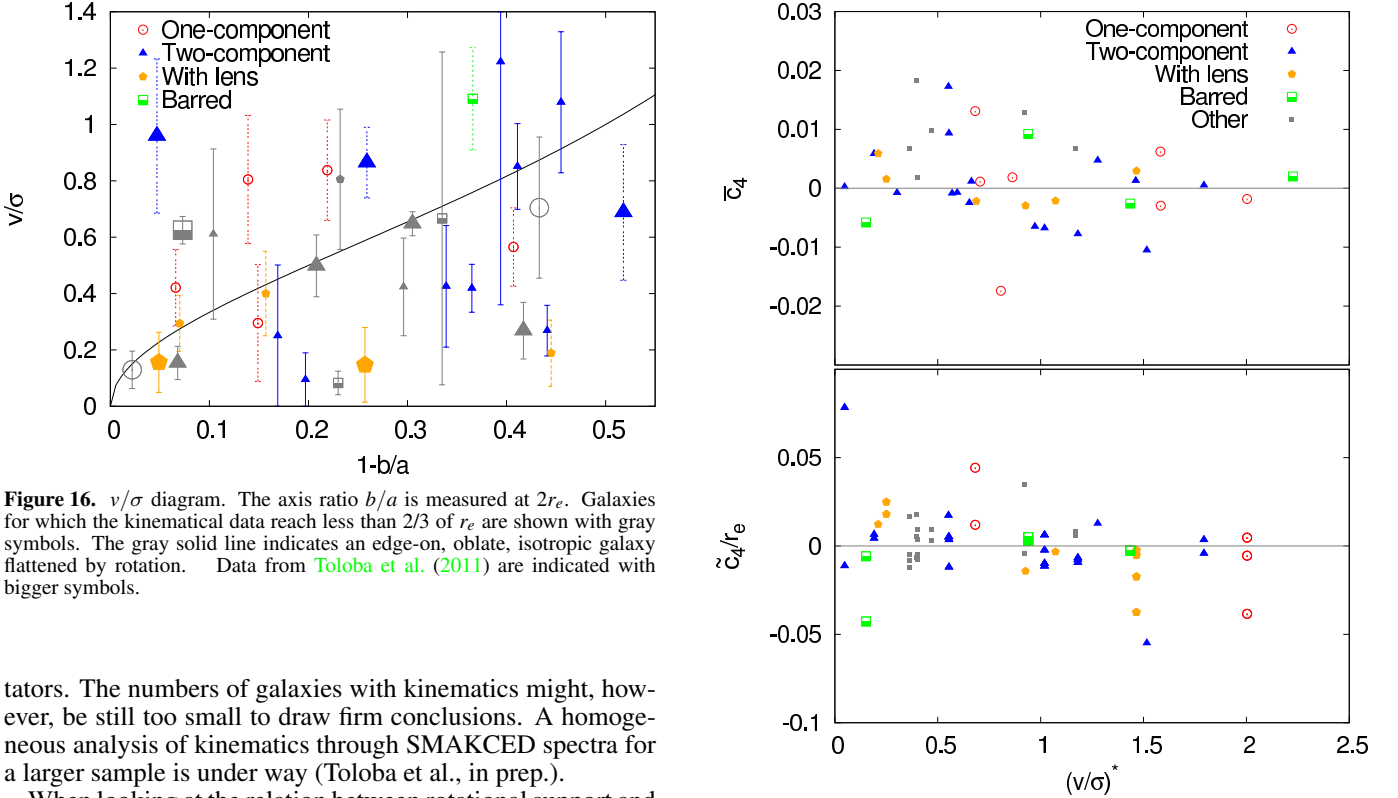 1.4
1.2
1
0.8
0.6
0.4
0.2
0
v/σ
One-component
Two-component
With lens
Barred
0 0.1 0.2 0.3 0.4 0.5
1-b/a
Figure 16. v/σ diagram. The axis ratio b/a is measured at 2rₑ. Galaxies
for which the kinematical data reach less than 2/3 of rₑ are shown with gray
symbols. The gray solid line indicates an edge-on, oblate, isotropic galaxy
flattened by rotation. Data from Toloba et al. (2011) are indicated with
bigger symbols.
tators. The numbers of galaxies with kinematics might, how-
ever, be still too small to draw firm conclusions. A homoge-
neous analysis of kinematics through SMAKCED spectra for
a larger sample is under way (Toloba et al., in prep.).
When looking at the relation between rotational support and
0.03
0.02
0.01
0
-0.01
-0.02
c̅₄
One-component
Two-component
With lens
Barred
Other
0.05
0
-0.05
-0.1
c̃₄/rₑ
0 0.5 1 1.5 2 2.5
(v/σ)*